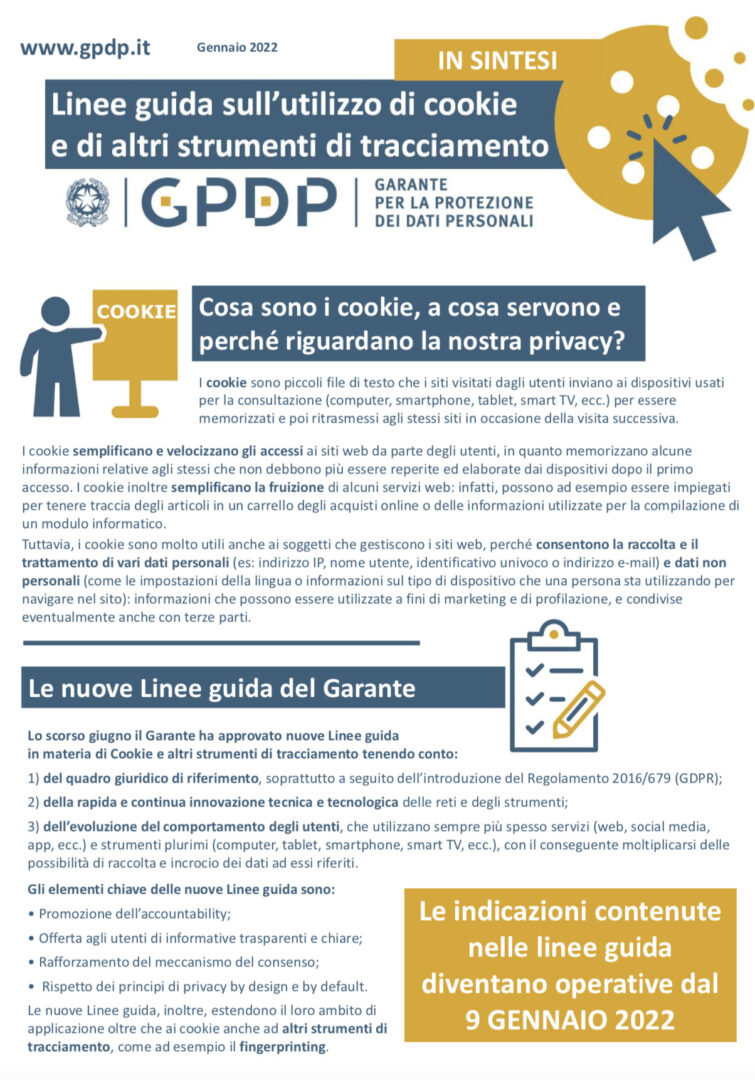 www.gpdp.it
Gennaio 2022
IN SINTESI
Linee guida sull'utilizzo di cookie
e di altri strumenti di tracciamento
GPDP
GARANTE
PER LA PROTEZIONE
DEI DATI PERSONALI
COOKIE
Cosa sono i cookie, a cosa servono e
perché riguardano la nostra privacy?
I cookie sono piccoli file di testo che i siti visitati dagli utenti inviano ai dispositivi usati
per la consultazione (computer, smartphone, tablet, smart TV, ecc.) per essere
memorizzati e poi ritrasmessi agli stessi siti in occasione della visita successiva.
I cookie semplificano e velocizzano gli accessi ai siti web da parte degli utenti, in quanto memorizzano alcune
informazioni relative agli stessi che non debbono più essere reperite ed elaborate dai dispositivi dopo il primo
accesso. I cookie inoltre semplificano la fruizione di alcuni servizi web: infatti, possono ad esempio essere impiegati
per tenere traccia degli articoli in un carrello degli acquisti online o delle informazioni utilizzate per la compilazione di
un modulo informatico.
Tuttavia, i cookie sono molto utili anche ai soggetti che gestiscono i siti web, perché consentono la raccolta e il
trattamento di vari dati personali (es: indirizzo IP, nome utente, identificativo univoco o indirizzo e-mail) e dati non
personali (come le impostazioni della lingua o informazioni sul tipo di dispositivo che una persona sta utilizzando per
navigare nel sito): informazioni che possono essere utilizzate a fini di marketing e di profilazione, e condivise
eventualmente anche con terze parti.
Le nuove Linee guida del Garante
Lo scorso giugno il Garante ha approvato nuove Linee guida
in materia di Cookie e altri strumenti di tracciamento tenendo conto:
1) del quadro giuridico di riferimento, soprattutto a seguito dell'introduzione del Regolamento 2016/679 (GDPR);
2) della rapida e continua innovazione tecnica e tecnologica delle reti e degli strumenti;
3) dell'evoluzione del comportamento degli utenti, che utilizzano sempre più spesso servizi (web, social media,
app, ecc.) e strumenti plurimi (computer, tablet, smartphone, smart TV, ecc.), con il conseguente moltiplicarsi delle
possibilità di raccolta e incrocio dei dati ad essi riferiti.
Gli elementi chiave delle nuove Linee guida sono:
• Promozione dell'accountability;
• Offerta agli utenti di informative trasparenti e chiare;
• Rafforzamento del meccanismo del consenso;
• Rispetto dei principi di privacy by design e by default.
Le nuove Linee guida, inoltre, estendono il loro ambito di
applicazione oltre che ai cookie anche ad altri strumenti di
tracciamento, come ad esempio il fingerprinting.
Le indicazioni contenute
nelle linee guida
diventano operative dal
9 GENNAIO 2022